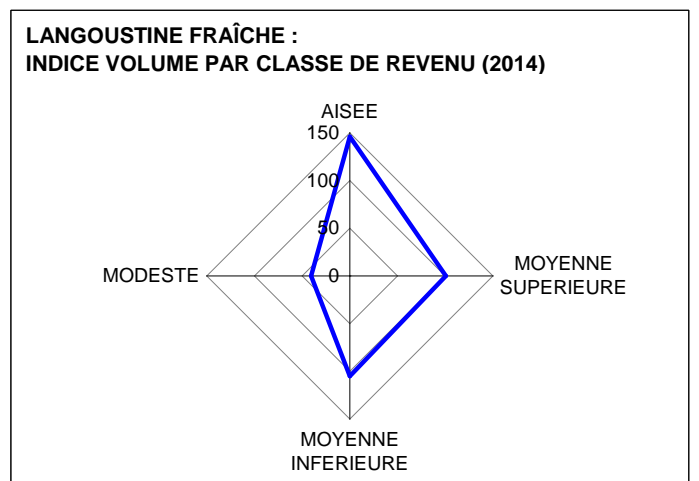 LANGOUSTINE FRAÎCHE :
INDICE VOLUME PAR CLASSE DE REVENU (2014)
AISEE
150
100
50
0
MODESTE
MOYENNE
SUPERIEURE
MOYENNE
INFERIEURE